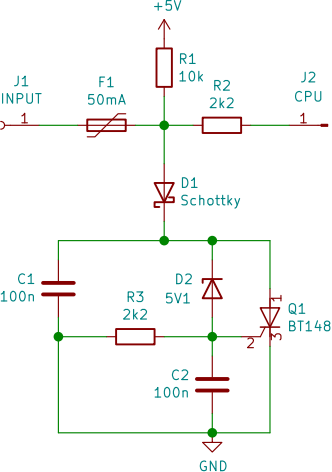 +5V
R1
10k
J1
INPUT
1
F1
50mA
R2
2k2
J2
CPU
1
D1
Schottky
C1
100n
R3
2k2
D2
5V1
Q1
BT148
1
2
3
C2
100n
GND